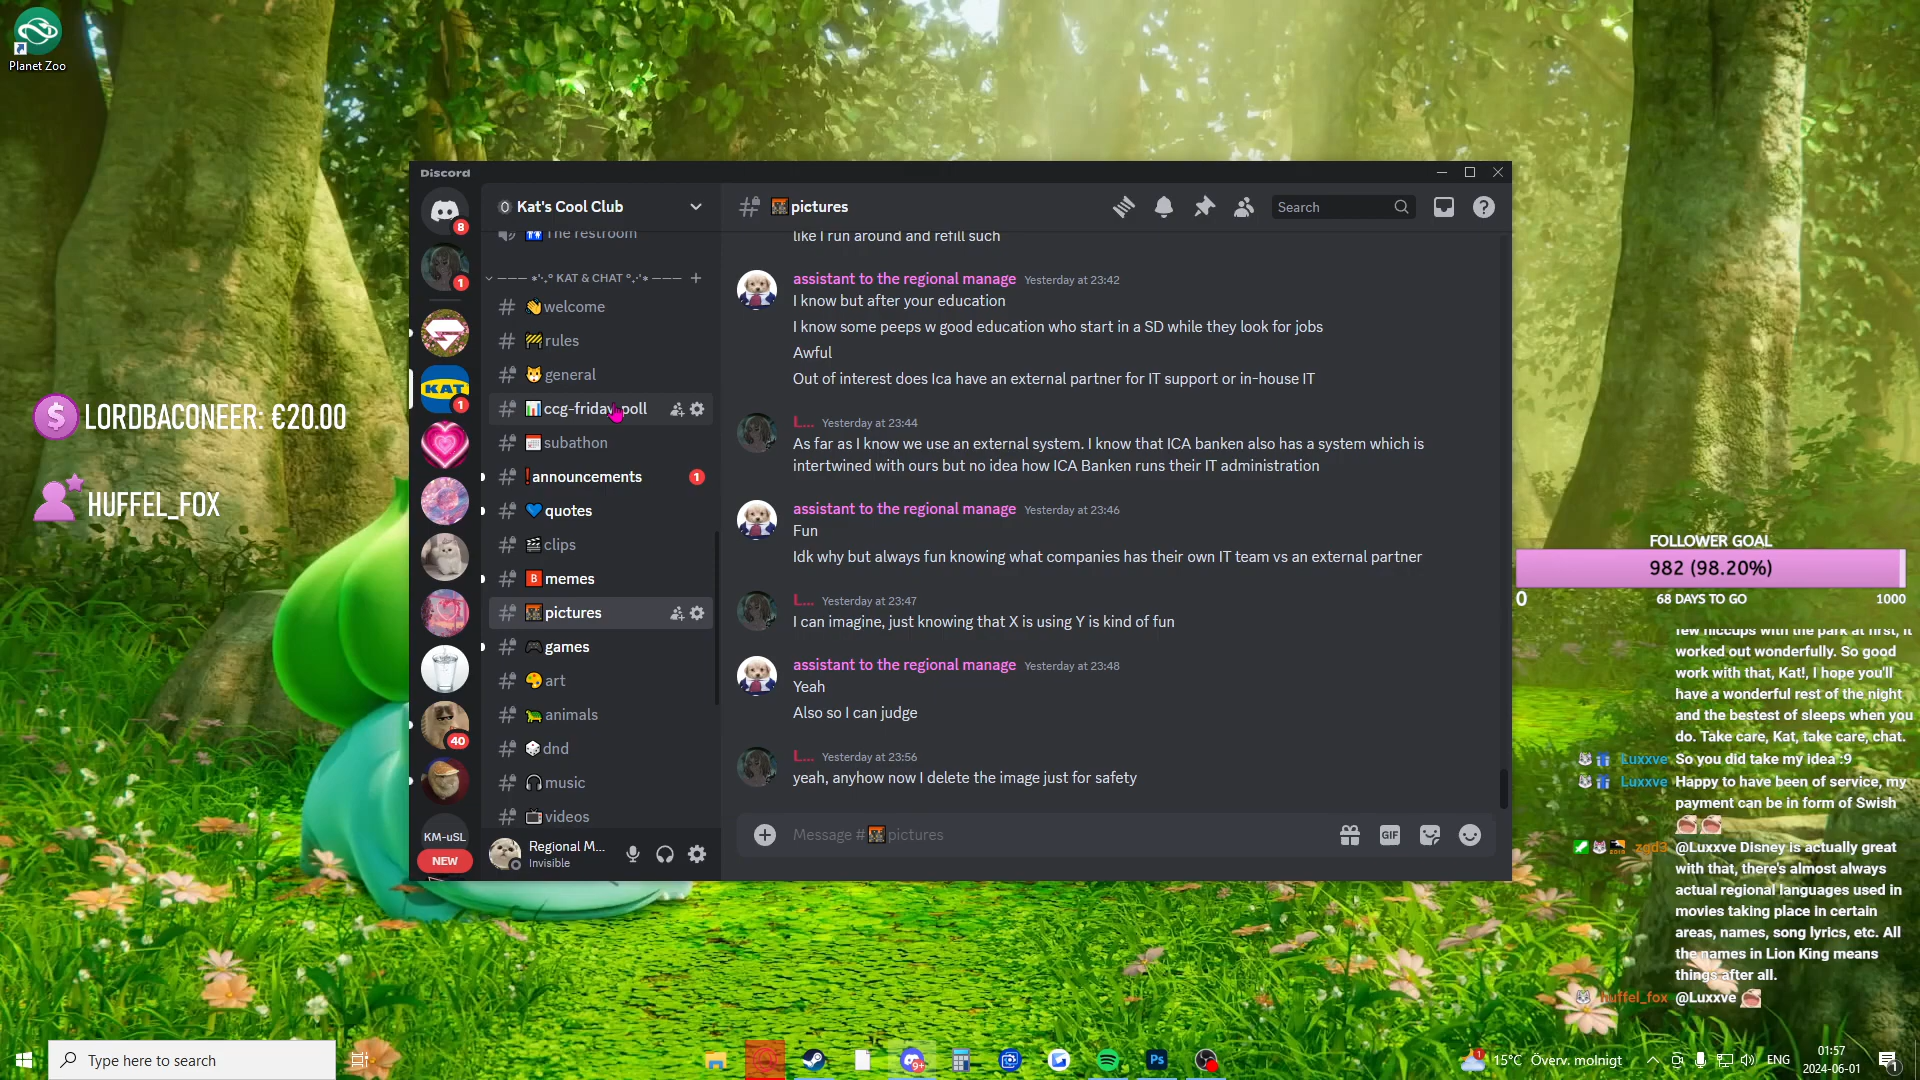 Planet Zoo
LORDBACONEER: €20.00
HUFFEL_FOX
Discord
8
1
KAT
1
40
KM-uSL
NEW
Kat's Cool Club
The restroom
KAT & CHAT
welcome
rules
general
ccg-friday-poll
subathon
announcements
1
quotes
clips
memes
pictures
games
art
animals
dnd
music
videos
Regional M...
Invisible
pictures
Search
like I run around and refill such
assistant to the regional manage Yesterday at 23:42
I know but after your education
I know some peeps w good education who start in a SD while they look for jobs
Awful
Out of interest does Ica have an external partner for IT support or in-house IT
L... Yesterday at 23:44
As far as I know we use an external system. I know that ICA banken also has a system which is
intertwined with ours but no idea how ICA Banken runs their IT administration
assistant to the regional manage Yesterday at 23:46
Fun
Idk why but always fun knowing what companies has their own IT team vs an external partner
L... Yesterday at 23:47
I can imagine, just knowing that X is using Y is kind of fun
assistant to the regional manage Yesterday at 23:48
Yeah
Also so I can judge
L... Yesterday at 23:56
yeah, anyhow now I delete the image just for safety
Message # pictures
GIF
FOLLOWER GOAL
982 (98.20%)
0 68 DAYS TO GO 1000
few hiccups with the park at first, it
worked out wonderfully. So good
work with that, Kat!, I hope you'll
have a wonderful rest of the night
and the bestest of sleeps when you
do. Take care, Kat, take care, chat.
Luxxve So you did take my idea :9
Luxxve Happy to have been of service, my
payment can be in form of Swish
zgd3 @Luxxve Disney is actually great
with that, there's almost always
actual regional languages used in
movies taking place in certain
areas, names, song lyrics, etc. All
the names in Lion King means
things after all.
huffel_fox @Luxxve
Type here to search
9+
Ps
1
15°C Överv. molnigt
ENG
01:57
2024-06-01
1